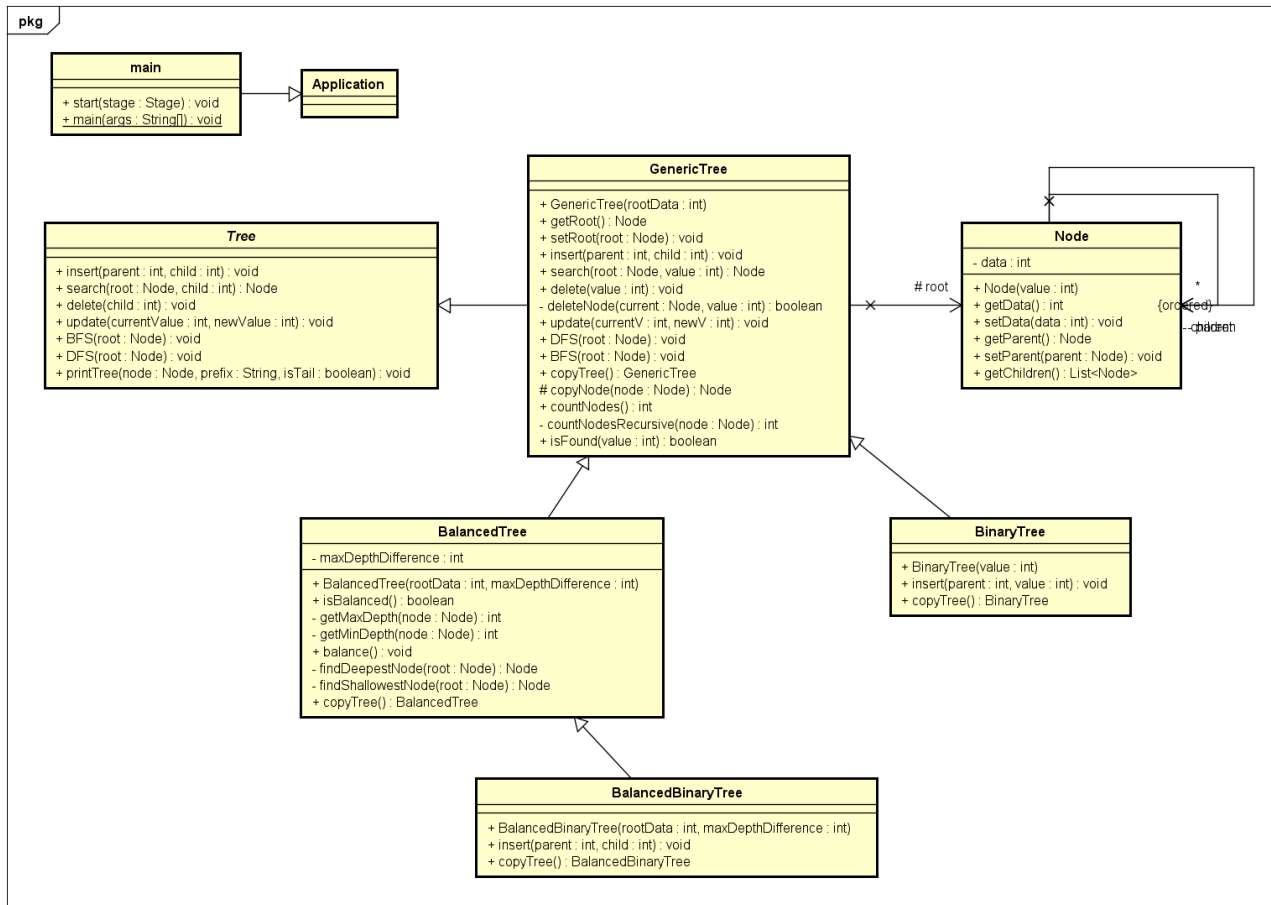 pkg
main
+ start(stage : Stage) : void
+ main(args : String[]) : void
Application
GenericTree
+ GenericTree(rootData : int)
+ getRoot() : Node
+ setRoot(root : Node) : void
+ insert(parent : int, child : int) : void
+ search(root : Node, value : int) : Node
+ delete(value : int) : void
- deleteNode(current : Node, value : int) : boolean
+ update(currentV : int, newV : int) : void
+ DFS(root : Node) : void
+ BFS(root : Node) : void
+ copyTree() : GenericTree
# copyNode(node : Node) : Node
+ countNodes() : int
- countNodesRecursive(node : Node) : int
+ isFound(value : int) : boolean
Tree
+ insert(parent : int, child : int) : void
+ search(root : Node, child : int) : Node
+ delete(child : int) : void
+ update(currentValue : int, newValue : int) : void
+ BFS(root : Node) : void
+ DFS(root : Node) : void
+ printTree(node : Node, prefix : String, isTail : boolean) : void
# root
Node
- data : int
+ Node(value : int)
+ getData() : int
+ setData(data : int) : void
+ getParent() : Node
+ setParent(parent : Node) : void
+ getChildren() : List<Node>
*
{ordered}
BalancedTree
- maxDepthDifference : int
+ BalancedTree(rootData : int, maxDepthDifference : int)
+ isBalanced() : boolean
- getMaxDepth(node : Node) : int
- getMinDepth(node : Node) : int
+ balance() : void
- findDeepestNode(root : Node) : Node
- findShallowestNode(root : Node) : Node
+ copyTree() : BalancedTree
BinaryTree
+ BinaryTree(value : int)
+ insert(parent : int, value : int) : void
+ copyTree() : BinaryTree
BalancedBinaryTree
+ BalancedBinaryTree(rootData : int, maxDepthDifference : int)
+ insert(parent : int, child : int) : void
+ copyTree() : BalancedBinaryTree